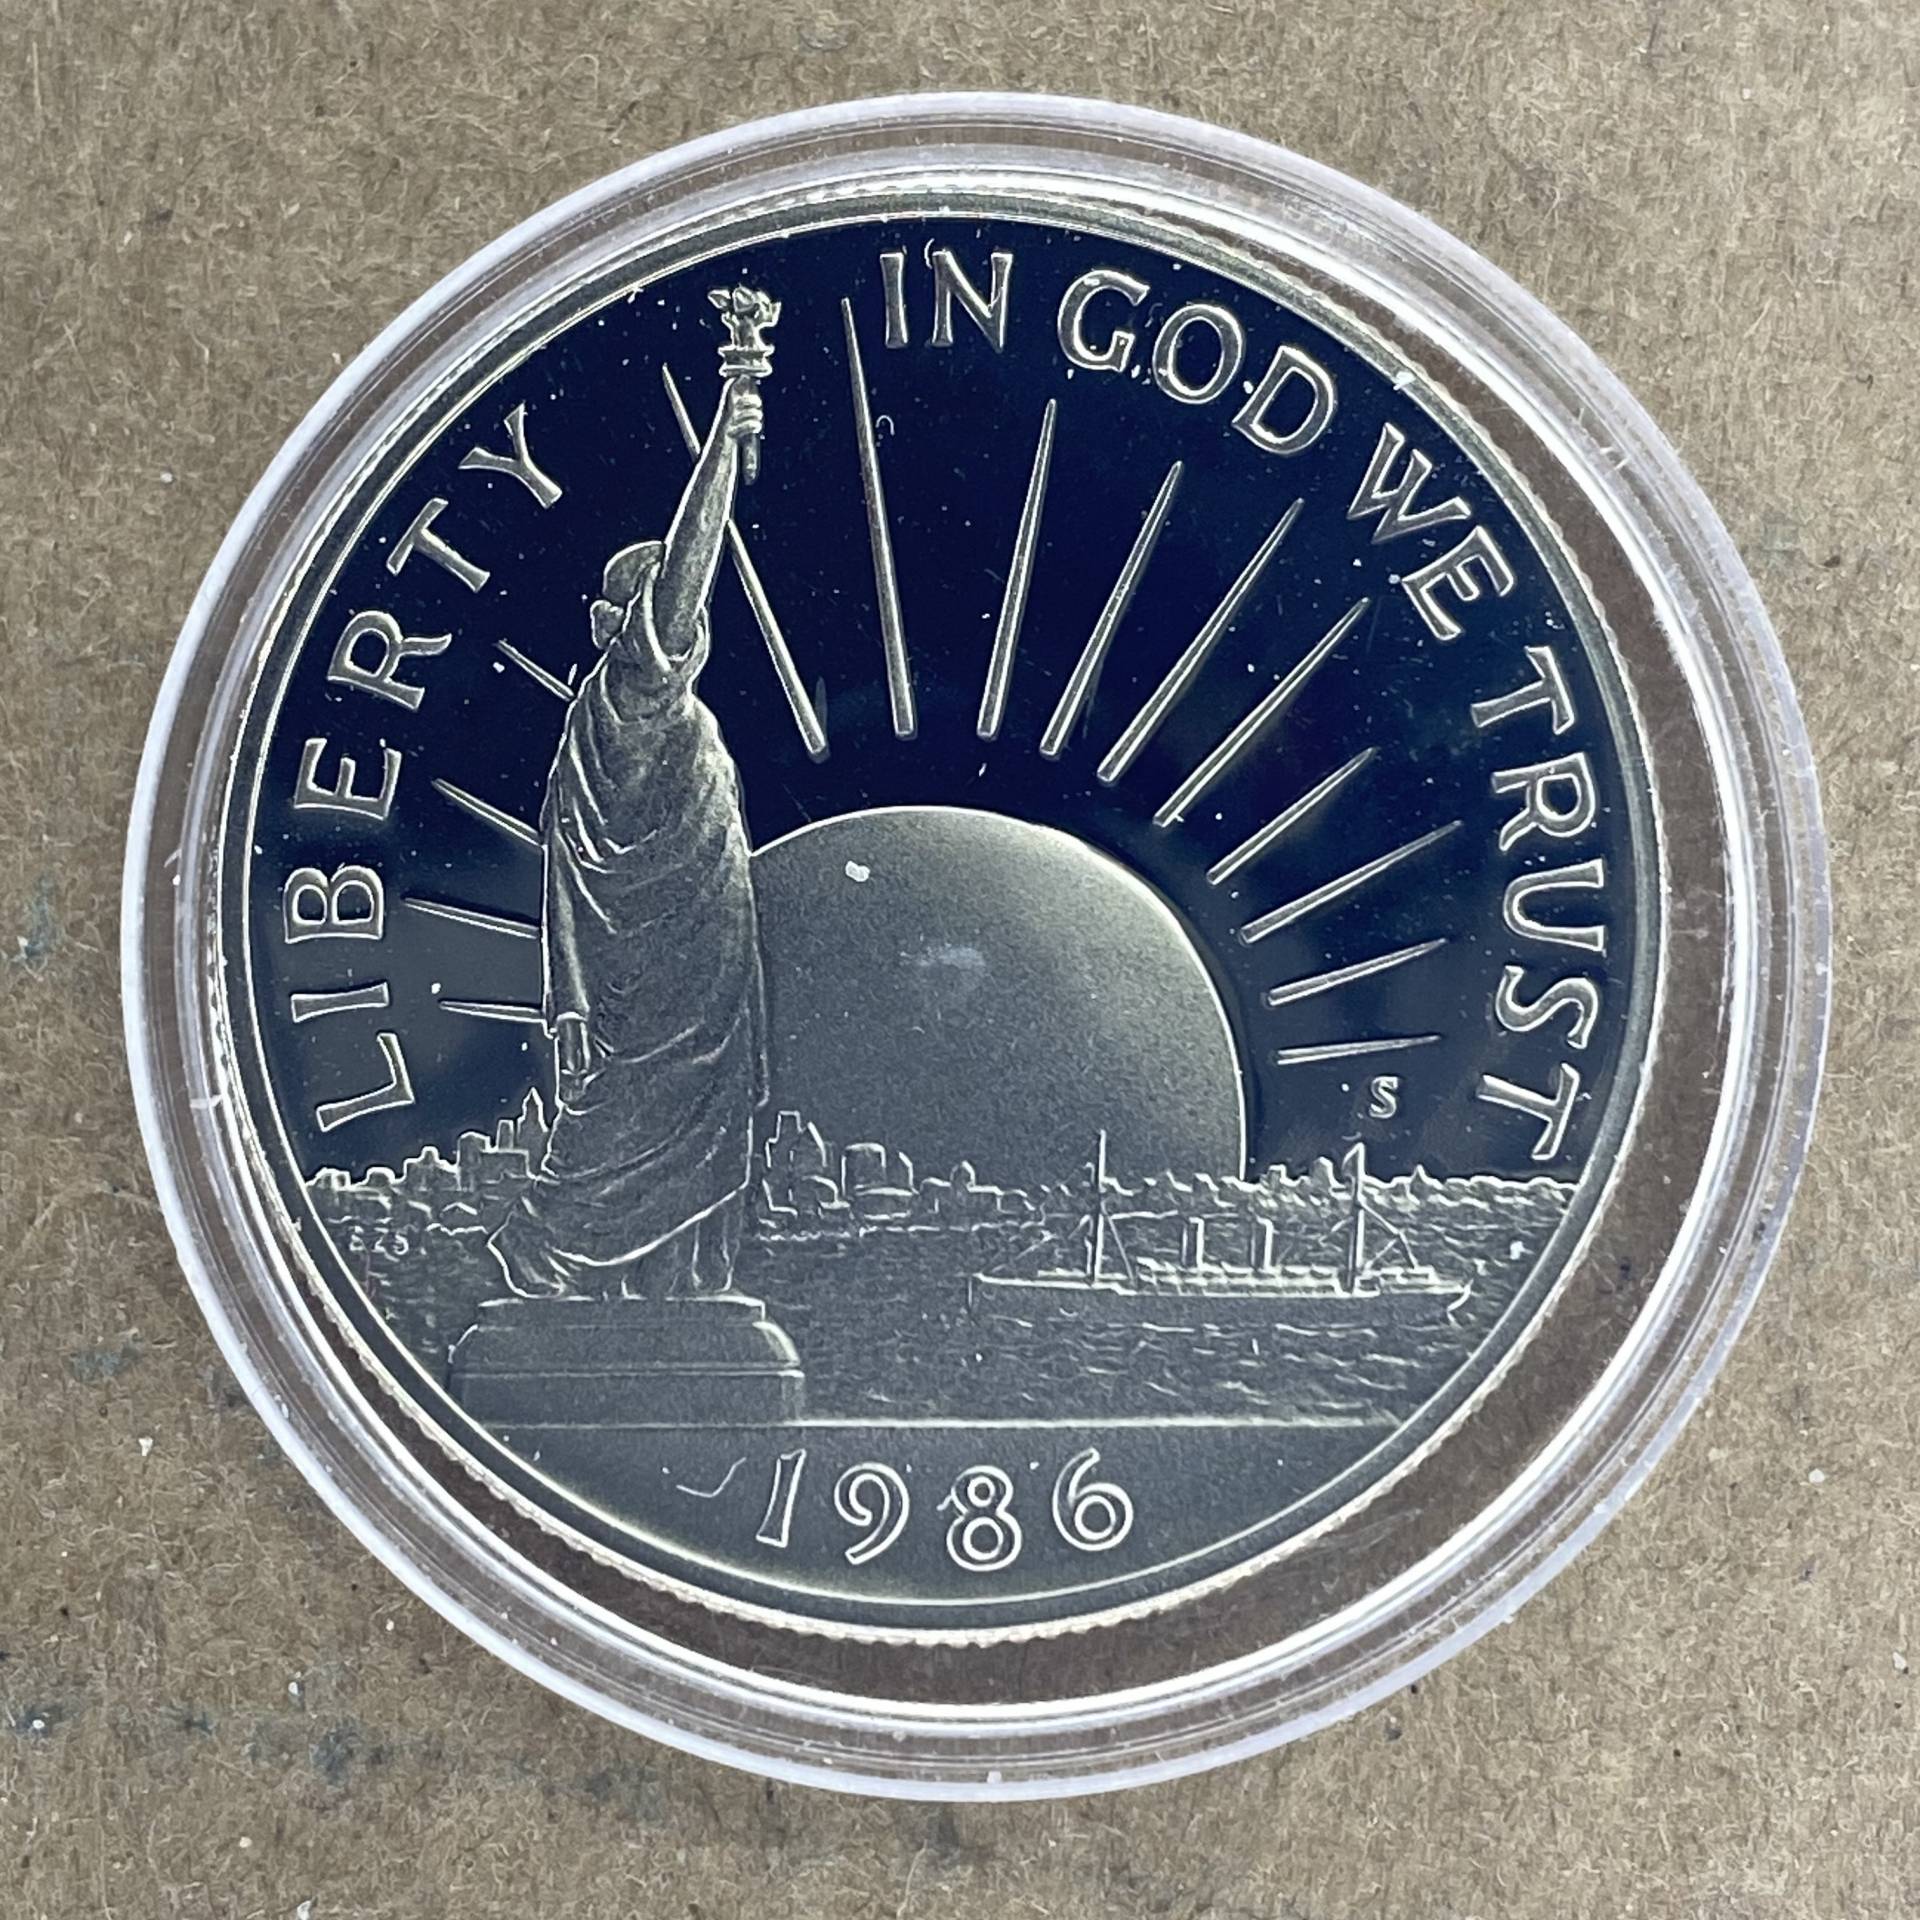 LIBERTY
IN GOD WE TRUST
S
1986